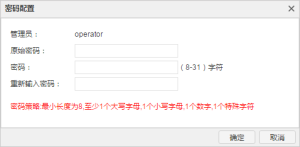 密码配置
管理员： operator
原始密码：
密码： （8-31）字符
重新输入密码：
密码策略:最小长度为8,至少1个大写字母,1个小写字母,1个数字,1个特殊字符
确定 取消